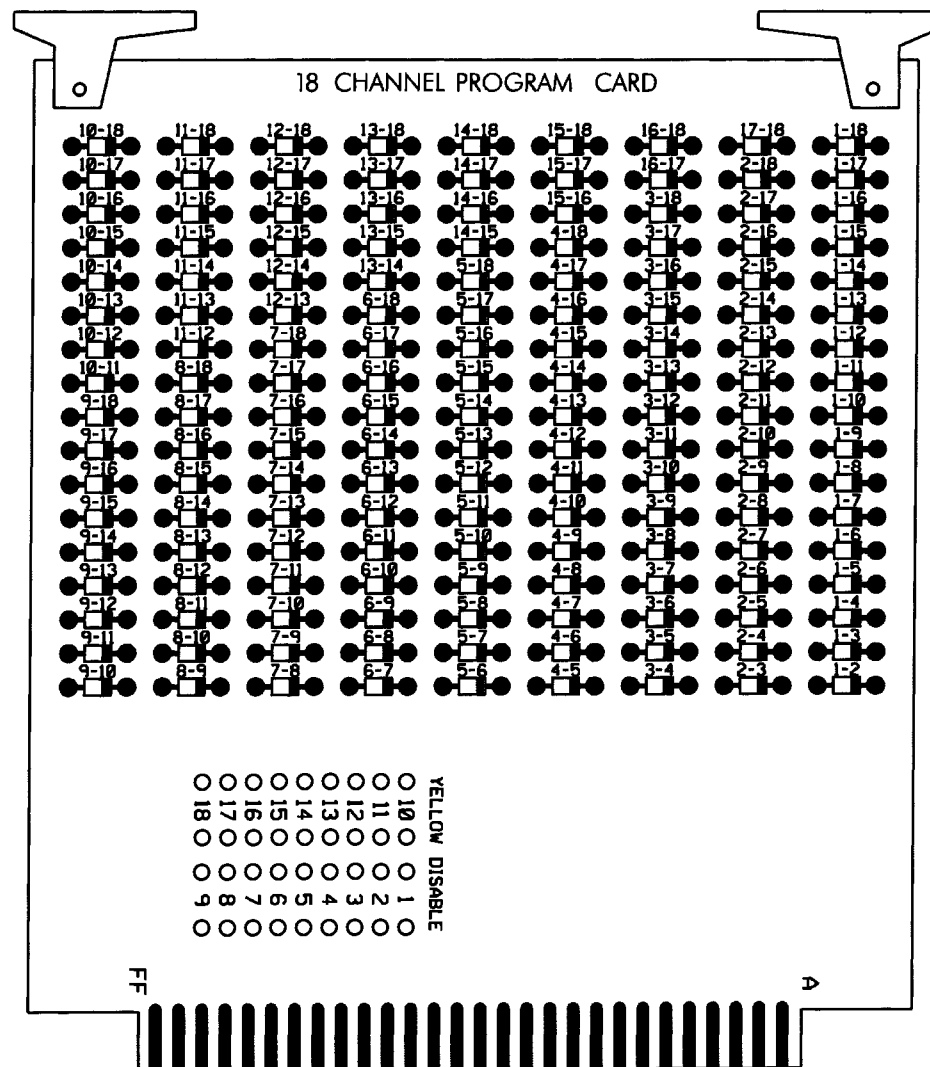 18 CHANNEL PROGRAM CARD
10-18 11-18 12-18 13-18 14-18 15-18 16-18 17-18 1-18
10-17 11-17 12-17 13-17 14-17 15-17 16-17 2-18 1-17
10-16 11-16 12-16 13-16 14-16 15-16 3-18 2-17 1-16
10-15 11-15 12-15 13-15 14-15 4-18 3-17 2-16 1-15
10-14 11-14 12-14 13-14 5-18 4-17 3-16 2-15 1-14
10-13 11-13 12-13 6-18 5-17 4-16 3-15 2-14 1-13
10-12 11-12 7-18 6-17 5-16 4-15 3-14 2-13 1-12
10-11 8-18 7-17 6-16 5-15 4-14 3-13 2-12 1-11
9-18 8-17 7-16 6-15 5-14 4-13 3-12 2-11 1-10
9-17 8-16 7-15 6-14 5-13 4-12 3-11 2-10 1-9
9-16 8-15 7-14 6-13 5-12 4-11 3-10 2-9 1-8
9-15 8-14 7-13 6-12 5-11 4-10 3-9 2-8 1-7
9-14 8-13 7-12 6-11 5-10 4-9 3-8 2-7 1-6
9-13 8-12 7-11 6-10 5-9 4-8 3-7 2-6 1-5
9-12 8-11 7-10 6-9 5-8 4-7 3-6 2-5 1-4
9-11 8-10 7-9 6-8 5-7 4-6 3-5 2-4 1-3
9-10 8-9 7-8 6-7 5-6 4-5 3-4 2-3 1-2
YELLOW DISABLE
18 17 16 15 14 13 12 11 10
9 8 7 6 5 4 3 2 1
FF A